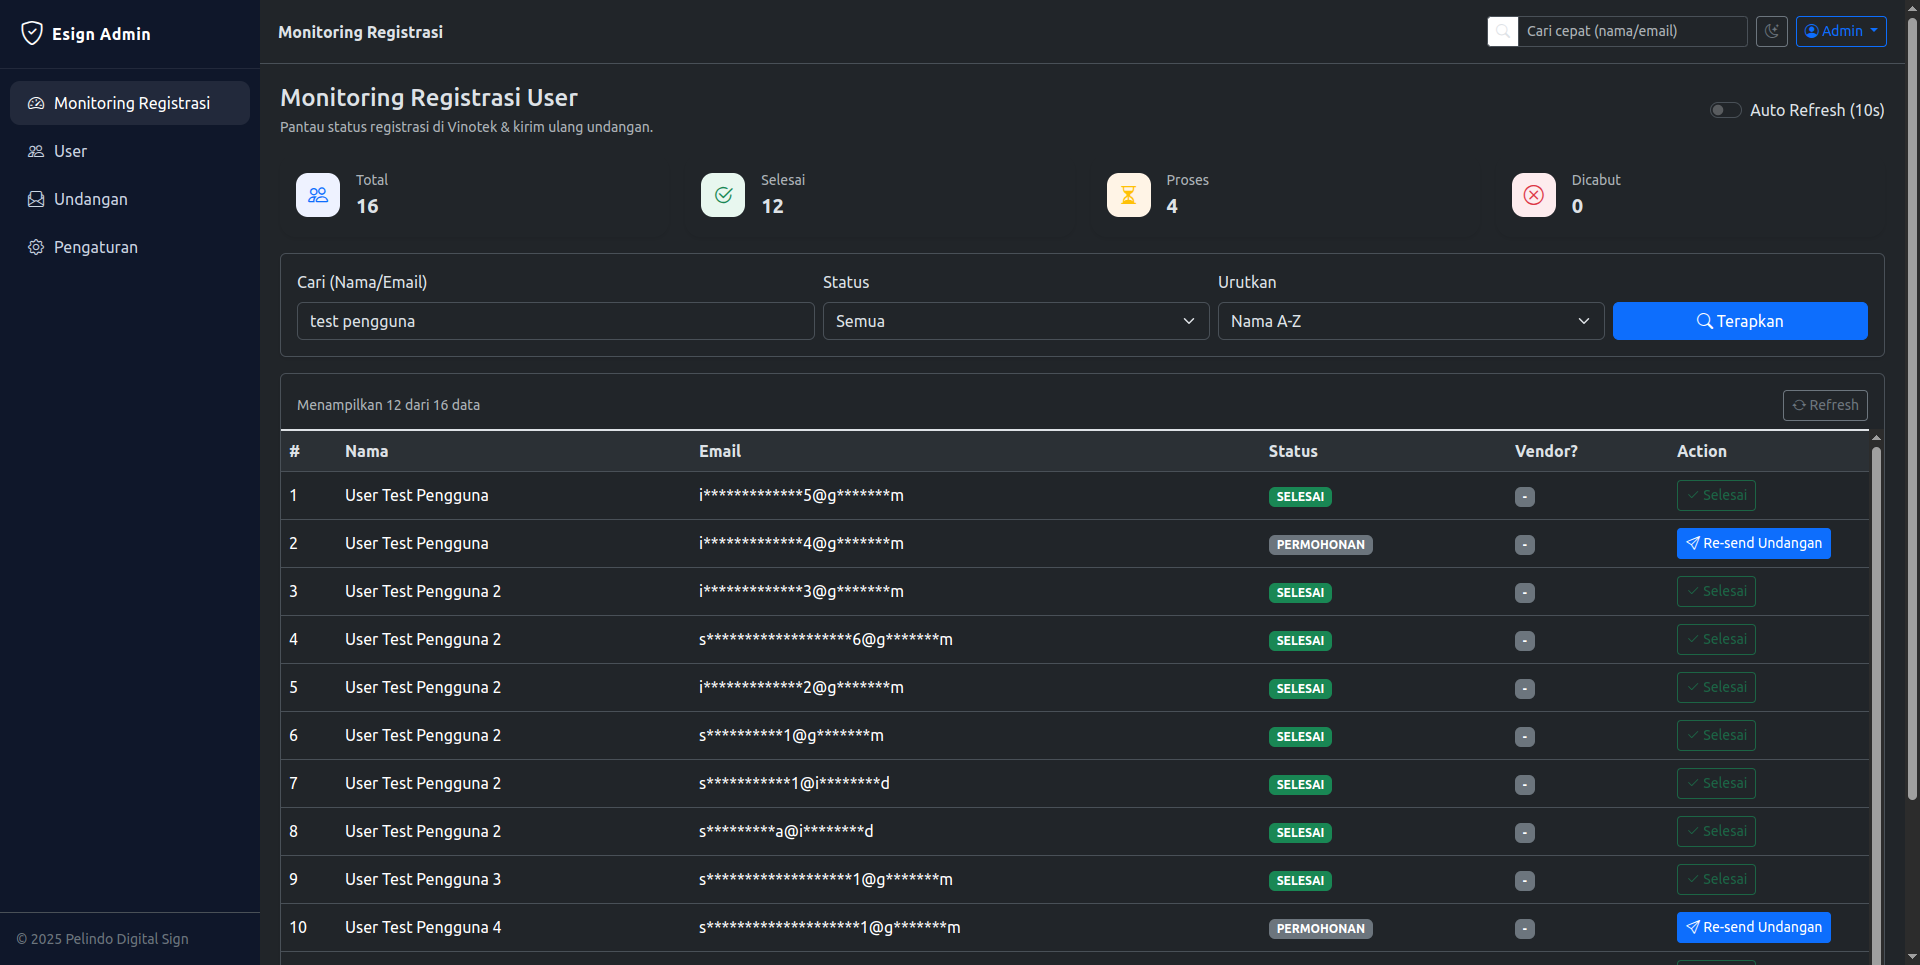 Esign Admin
Monitoring Registrasi
User
Undangan
Pengaturan
© 2025 Pelindo Digital Sign
Monitoring Registrasi
Cari cepat (nama/email)
Admin
Monitoring Registrasi User
Pantau status registrasi di Vinotek & kirim ulang undangan.
Auto Refresh (10s)
Total
16
Selesai
12
Proses
4
Dicabut
0
Cari (Nama/Email)
Status
Urutkan
test pengguna
Semua
Nama A-Z
Terapkan
Menampilkan 12 dari 16 data
Refresh
# Nama Email Status Vendor? Action
1 User Test Pengguna i*************5@g*******m SELESAI - Selesai
2 User Test Pengguna i*************4@g*******m PERMOHONAN - Re-send Undangan
3 User Test Pengguna 2 i*************3@g*******m SELESAI - Selesai
4 User Test Pengguna 2 s*******************6@g*******m SELESAI - Selesai
5 User Test Pengguna 2 i*************2@g*******m SELESAI - Selesai
6 User Test Pengguna 2 s**********1@g*******m SELESAI - Selesai
7 User Test Pengguna 2 s***********1@i********d SELESAI - Selesai
8 User Test Pengguna 2 s*********a@i********d SELESAI - Selesai
9 User Test Pengguna 3 s*******************1@g*******m SELESAI - Selesai
10 User Test Pengguna 4 s********************1@g*******m PERMOHONAN - Re-send Undangan